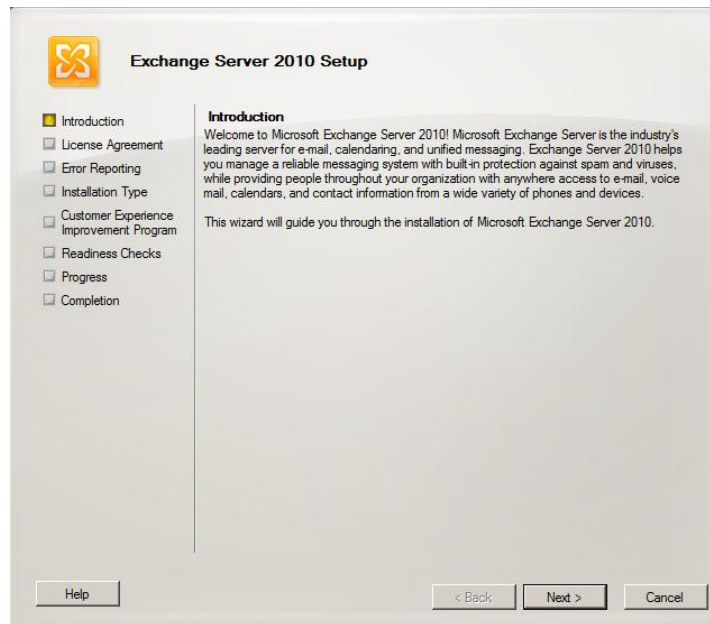 Exchange Server 2010 Setup
Introduction
License Agreement
Error Reporting
Installation Type
Customer Experience
Improvement Program
Readiness Checks
Progress
Completion
Introduction
Welcome to Microsoft Exchange Server 2010! Microsoft Exchange Server is the industry's
leading server for e-mail, calendaring, and unified messaging. Exchange Server 2010 helps
you manage a reliable messaging system with built-in protection against spam and viruses,
while providing people throughout your organization with anywhere access to e-mail, voice
mail, calendars, and contact information from a wide variety of phones and devices.
This wizard will guide you through the installation of Microsoft Exchange Server 2010.
Help
< Back
Next >
Cancel